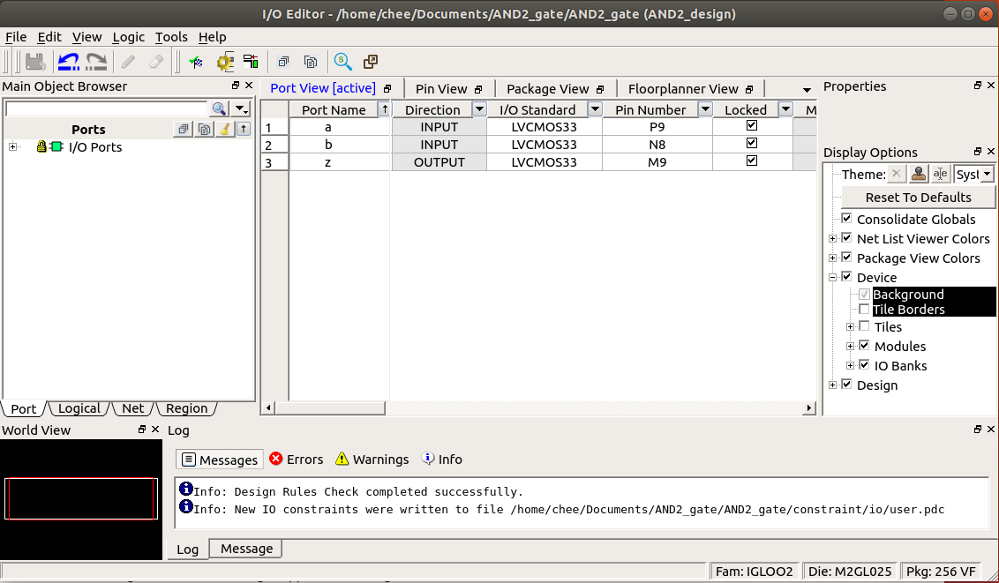 I/O Editor - /home/chee/Documents/AND2_gate/AND2_gate (AND2_design)
File Edit View Logic Tools Help
Main Object Browser
Ports
I/O Ports
Port Logical Net Region
Port View [active] Pin View Package View Floorplanner View
Port Name Direction I/O Standard Pin Number Locked M
1 a INPUT LVCMOS33 P9
2 b INPUT LVCMOS33 N8
3 z OUTPUT LVCMOS33 M9
Properties
Display Options
Theme: Syst
Reset To Defaults
Consolidate Globals
Net List Viewer Colors
Package View Colors
Device
Background
Tile Borders
Tiles
Modules
IO Banks
Design
World View
Log
Messages Errors Warnings Info
Info: Design Rules Check completed successfully.
Info: New IO constraints were written to file /home/chee/Documents/AND2_gate/AND2_gate/constraint/io/user.pdc
Log Message
Fam: IGLOO2 Die: M2GL025 Pkg: 256 VF